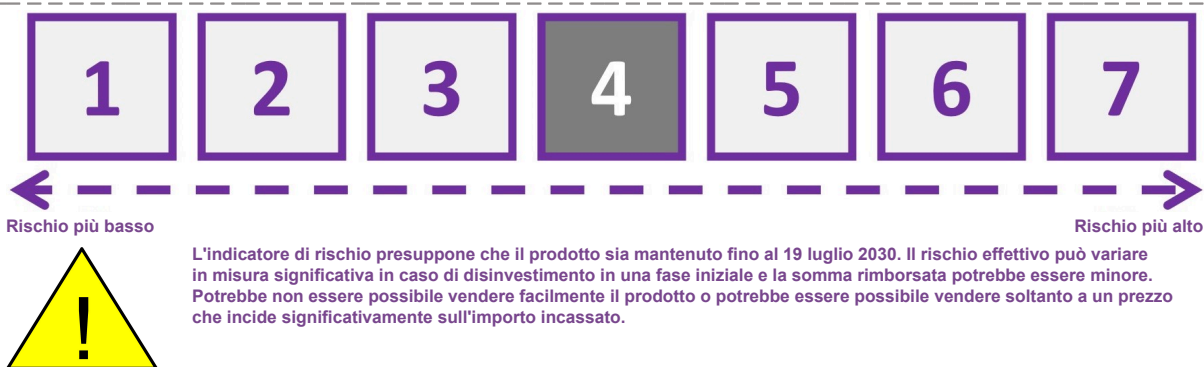 1 2 3 4 5 6 7
Rischio più basso Rischio più alto
L'indicatore di rischio presuppone che il prodotto sia mantenuto fino al 19 luglio 2030. Il rischio effettivo può variare
in misura significativa in caso di disinvestimento in una fase iniziale e la somma rimborsata potrebbe essere minore.
Potrebbe non essere possibile vendere facilmente il prodotto o potrebbe essere possibile vendere soltanto a un prezzo
che incide significativamente sull'importo incassato.
!